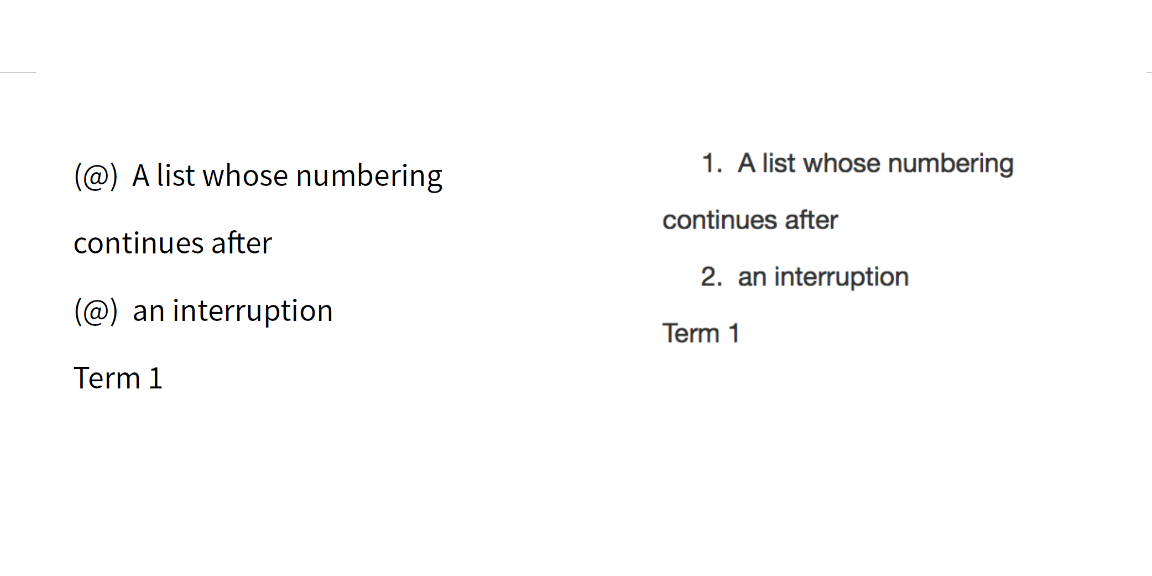 (@) A list whose numbering
continues after
(@) an interruption
Term 1
1. A list whose numbering
continues after
2. an interruption
Term 1